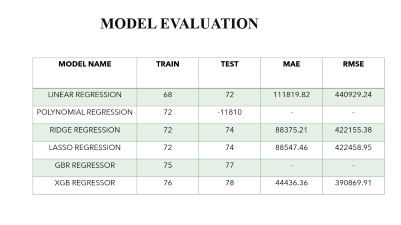 MODEL EVALUATION
MODEL NAME TRAIN TEST MAE RMSE
LINEAR REGRESSION 68 72 111819.82 440929.24
POLYNOMIAL REGRESSION 72 -11810 - -
RIDGE REGRESSION 72 74 88375.21 422155.38
LASSO REGRESSION 72 74 88547.46 422458.95
GBR REGRESSOR 75 77 - -
XGB REGRESSOR 76 78 44436.36 390869.91